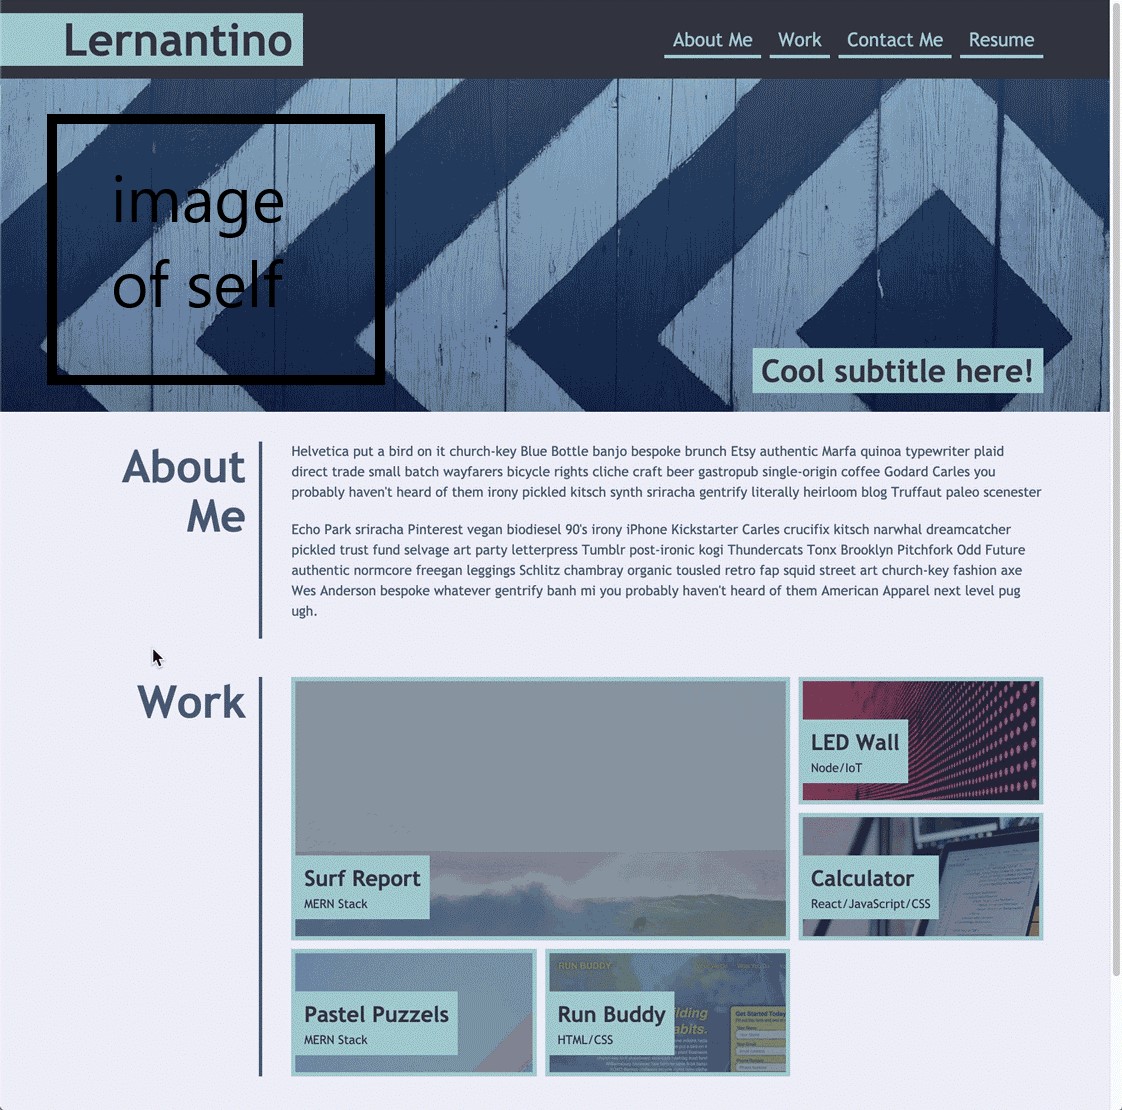 Lernantino
About Me
Work
Contact Me
Resume
image
of self
Cool subtitle here!
About
Me
Helvetica put a bird on it church-key Blue Bottle banjo bespoke brunch Etsy authentic Marfa quinoa typewriter plaid
direct trade small batch wayfarers bicycle rights cliche craft beer gastropub single-origin coffee Godard Carles you
probably haven't heard of them irony pickled kitsch synth sriracha gentrify literally heirloom blog Truffaut paleo scenester
Echo Park sriracha Pinterest vegan biodiesel 90's irony iPhone Kickstarter Carles crucifix kitsch narwhal dreamcatcher
pickled trust fund selvage art party letterpress Tumblr post-ironic kogi Thundercats Tonx Brooklyn Pitchfork Odd Future
authentic normcore freegan leggings Schlitz chambray organic tousled retro fap squid street art church-key fashion axe
Wes Anderson bespoke whatever gentrify banh mi you probably haven't heard of them American Apparel next level pug
ugh.
Work
Surf Report
MERN Stack
LED Wall
Node/IoT
Calculator
React/JavaScript/CSS
Pastel Puzzels
MERN Stack
RUN BUDDY
Run Buddy
HTML/CSS
Get Started Today